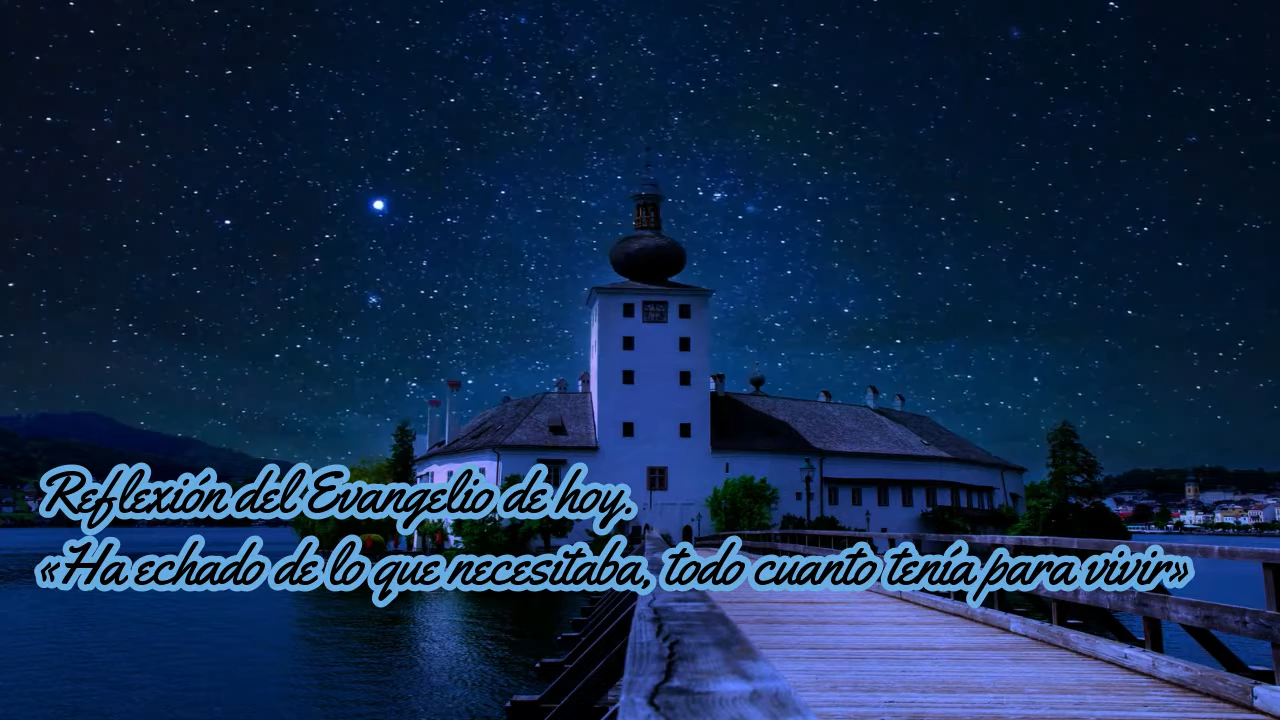 Reflexión del Evangelio de hoy.
«Ha echado de lo que necesitaba, todo cuanto tenía para vivir»